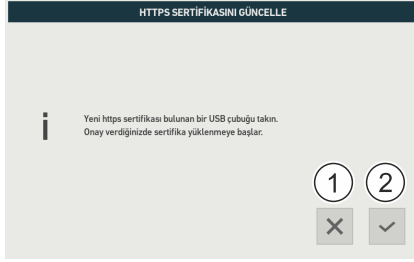 HTTPS SERTİFİKASINI GÜNCELLE
Yeni https sertifikası bulunan bir USB çubuğu takın.
Onay verdiğinizde sertifika yüklenmeye başlar.
1 2